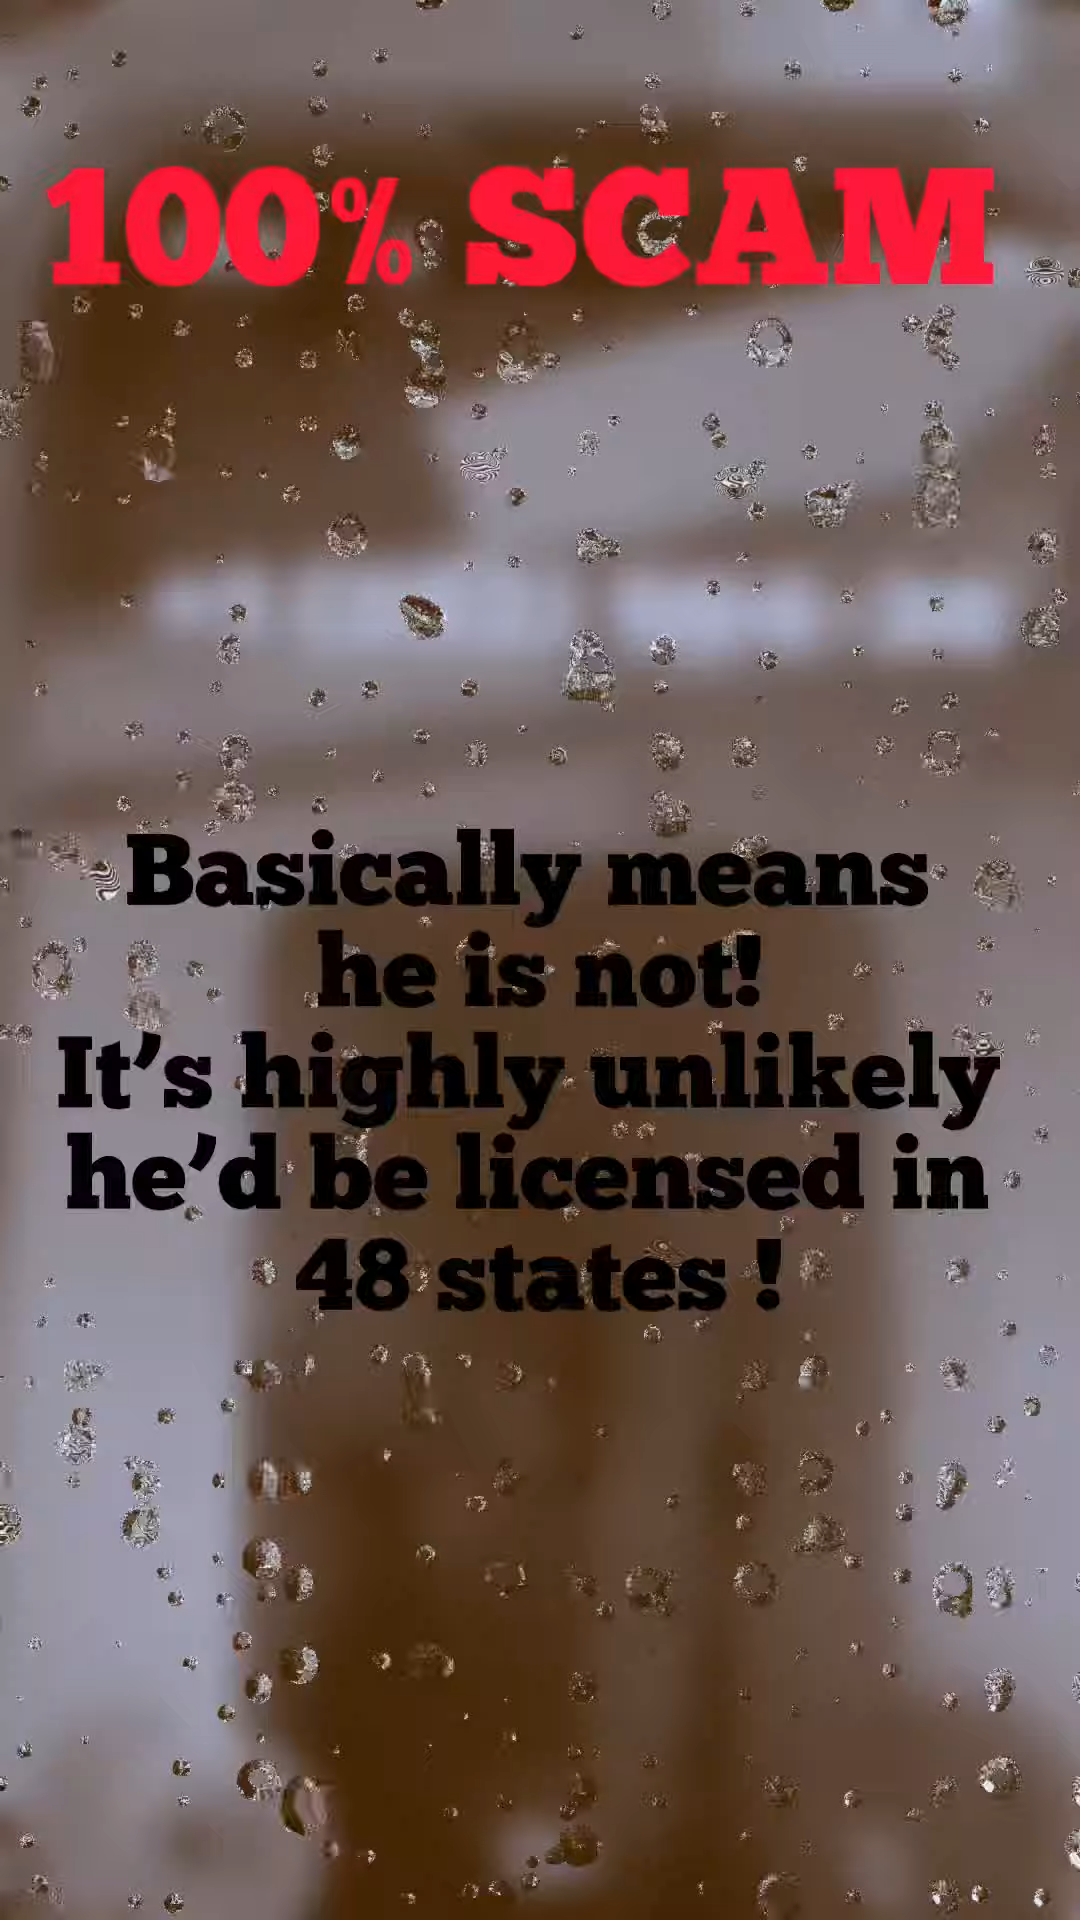 100% SCAM
Basically means
he is not!
It's highly unlikely
he'd be licensed in
48 states !